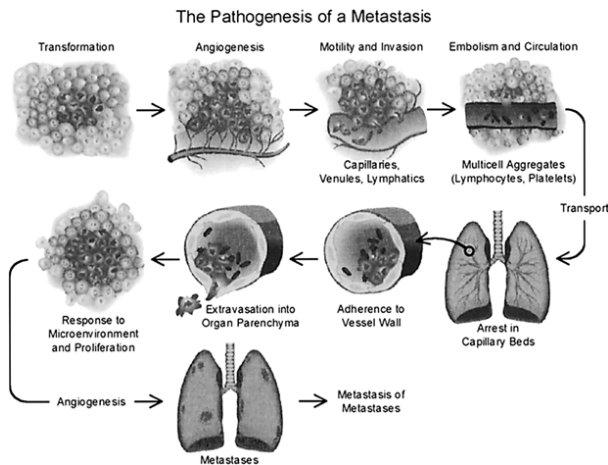 The Pathogenesis of a Metastasis
Transformation
Angiogenesis
Motility and Invasion
Embolism and Circulation
Capillaries,
Venules, Lymphatics
Multicell Aggregates
(Lymphocytes, Platelets)
Transport
Arrest in
Capillary Beds
Adherence to
Vessel Wall
Extravasation into
Organ Parenchyma
Response to
Microenvironment
and Proliferation
Angiogenesis
Metastases
Metastasis of
Metastases